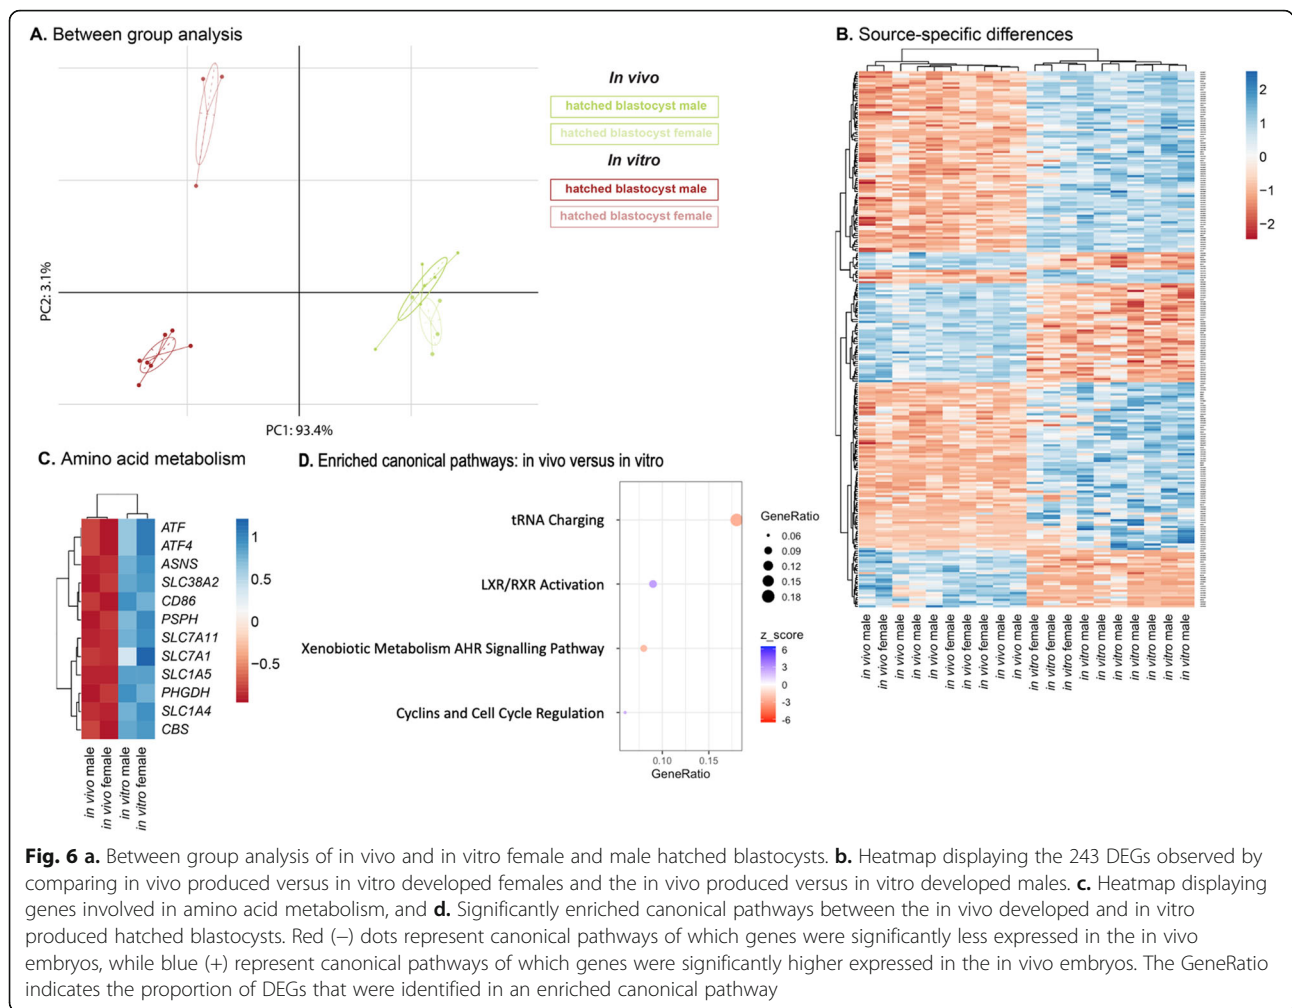 A. Between group analysis
PC2: 3.1%
PC1: 93.4%
In vivo
hatched blastocyst male
hatched blastocyst female
In vitro
hatched blastocyst male
hatched blastocyst female
B. Source-specific differences
2
1
0
−1
−2
in vivo male
in vivo female
in vivo male
in vivo male
in vivo male
in vivo female
in vivo female
in vivo female
in vivo male
in vivo male
in vitro female
in vitro female
in vitro female
in vitro male
in vitro male
in vitro male
in vitro male
in vitro male
in vitro male
in vitro male
C. Amino acid metabolism
ATF
ATF4
ASNS
SLC38A2
CD86
PSPH
SLC7A11
SLC7A1
SLC1A5
PHGDH
SLC1A4
CBS
1
0.5
0
−0.5
in vivo male
in vivo female
in vitro male
in vitro female
D. Enriched canonical pathways: in vivo versus in vitro
tRNA Charging
LXR/RXR Activation
Xenobiotic Metabolism AHR Signalling Pathway
Cyclins and Cell Cycle Regulation
0.10
0.15
GeneRatio
GeneRatio
0.06
0.09
0.12
0.15
0.18
z_score
6
3
0
-3
-6
Fig. 6 a. Between group analysis of in vivo and in vitro female and male hatched blastocysts. b. Heatmap displaying the 243 DEGs observed by
comparing in vivo produced versus in vitro developed females and the in vivo produced versus in vitro developed males. c. Heatmap displaying
genes involved in amino acid metabolism, and d. Significantly enriched canonical pathways between the in vivo developed and in vitro
produced hatched blastocysts. Red (−) dots represent canonical pathways of which genes were significantly less expressed in the in vivo
embryos, while blue (+) represent canonical pathways of which genes were significantly higher expressed in the in vivo embryos. The GeneRatio
indicates the proportion of DEGs that were identified in an enriched canonical pathway